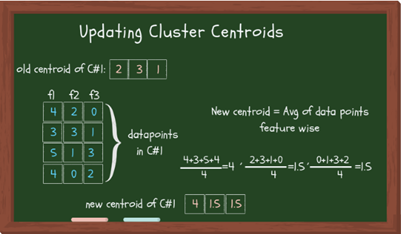 Updating Cluster Centroids
old centroid of C#1: 2 3 1
f1 f2 f3
4 2 0
3 3 1
5 1 3
4 0 2
datapoints
in C#1
New centroid = Avg of data points
feature wise
4+3+5+4/4=4 , 2+3+1+0/4=1.5 , 0+1+3+2/4=1.5
new centroid of C#1 4 1.5 1.5